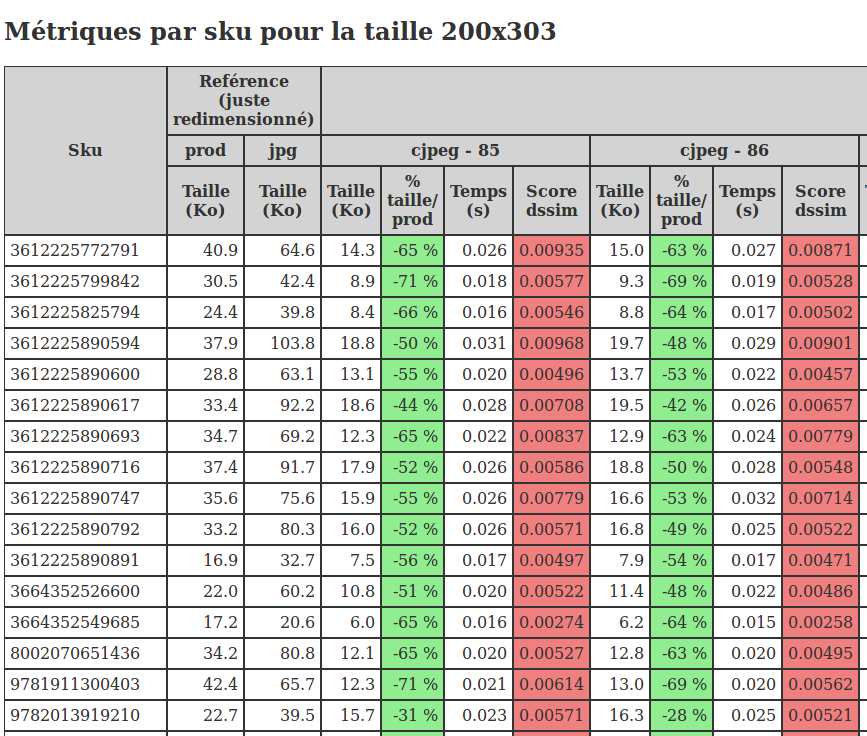 Métriques par sku pour la taille 200x303
Sku
Reférence
(juste
redimensionné)
prod jpg cjpeg - 85 cjpeg - 86
Taille (Ko) Taille (Ko) Taille (Ko) % taille/ prod Temps (s) Score dssim Taille (Ko) % taille/ prod Temps (s) Score dssim
3612225772791 40.9 64.6 14.3 -65 % 0.026 0.00935 15.0 -63 % 0.027 0.00871
3612225799842 30.5 42.4 8.9 -71 % 0.018 0.00577 9.3 -69 % 0.019 0.00528
3612225825794 24.4 39.8 8.4 -66 % 0.016 0.00546 8.8 -64 % 0.017 0.00502
3612225890594 37.9 103.8 18.8 -50 % 0.031 0.00968 19.7 -48 % 0.029 0.00901
3612225890600 28.8 63.1 13.1 -55 % 0.020 0.00496 13.7 -53 % 0.022 0.00457
3612225890617 33.4 92.2 18.6 -44 % 0.028 0.00708 19.5 -42 % 0.026 0.00657
3612225890693 34.7 69.2 12.3 -65 % 0.022 0.00837 12.9 -63 % 0.024 0.00779
3612225890716 37.4 91.7 17.9 -52 % 0.026 0.00586 18.8 -50 % 0.028 0.00548
3612225890747 35.6 75.6 15.9 -55 % 0.026 0.00779 16.6 -53 % 0.032 0.00714
3612225890792 33.2 80.3 16.0 -52 % 0.026 0.00571 16.8 -49 % 0.025 0.00522
3612225890891 16.9 32.7 7.5 -56 % 0.017 0.00497 7.9 -54 % 0.017 0.00471
3664352526600 22.0 60.2 10.8 -51 % 0.020 0.00522 11.4 -48 % 0.022 0.00486
3664352549685 17.2 20.6 6.0 -65 % 0.016 0.00274 6.2 -64 % 0.015 0.00258
8002070651436 34.2 80.8 12.1 -65 % 0.020 0.00527 12.8 -63 % 0.020 0.00495
9781911300403 42.4 65.7 12.3 -71 % 0.021 0.00614 13.0 -69 % 0.020 0.00562
9782013919210 22.7 39.5 15.7 -31 % 0.023 0.00571 16.3 -28 % 0.025 0.00521